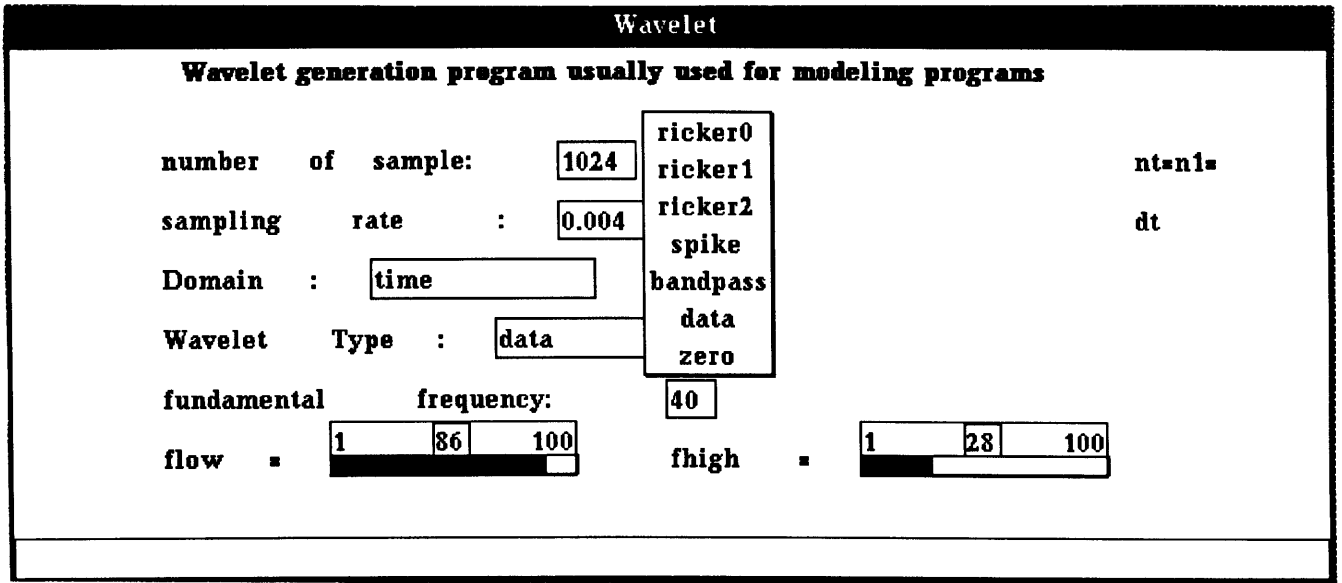 Wavelet
Wavelet generation program usually used for modeling programs
number of sample: 1024 nt=n1=
sampling rate : 0.004 dt
Domain : time
Wavelet Type : data
ricker0
ricker1
ricker2
spike
bandpass
data
zero
fundamental frequency: 40
flow = 1 86 100 fhigh = 1 28 100